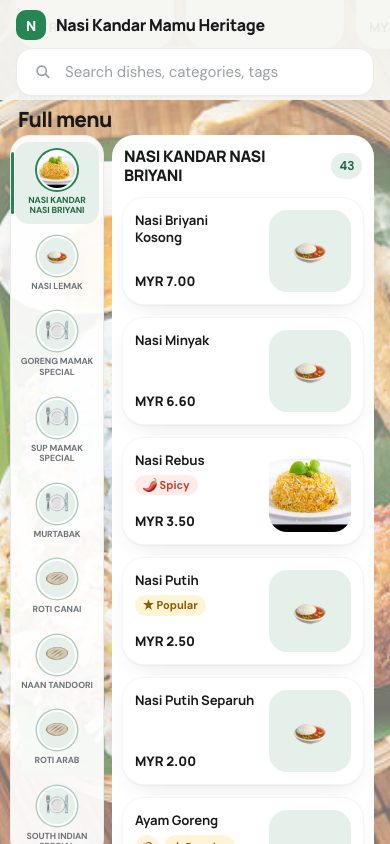 N
Nasi Kandar Mamu Heritage
Search dishes, categories, tags
Full menu
NASI KANDAR
NASI BRIYANI
NASI LEMAK
GORENG MAMAK
SPECIAL
SUP MAMAK
SPECIAL
MURTABAK
ROTI CANAI
NAAN TANDOORI
ROTI ARAB
SOUTH INDIAN
NASI KANDAR NASI
BRIYANI
43
Nasi Briyani
Kosong
MYR 7.00
Nasi Minyak
MYR 6.60
Nasi Rebus
Spicy
MYR 3.50
Nasi Putih
Popular
MYR 2.50
Nasi Putih Separuh
MYR 2.00
Ayam Goreng